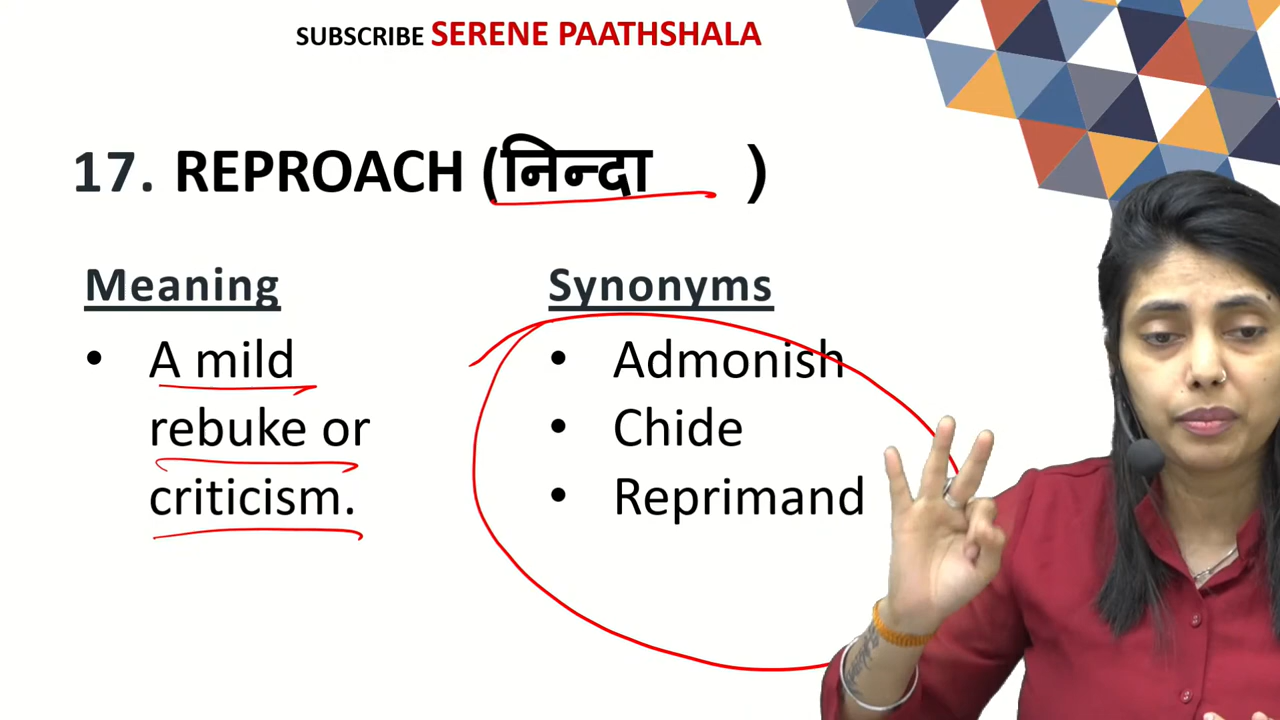 SUBSCRIBE SERENE PAATHSHALA
17. REPROACH (निन्दा )
Meaning
• A mild
rebuke or
criticism.
Synonyms
• Admonish
• Chide
• Reprimand